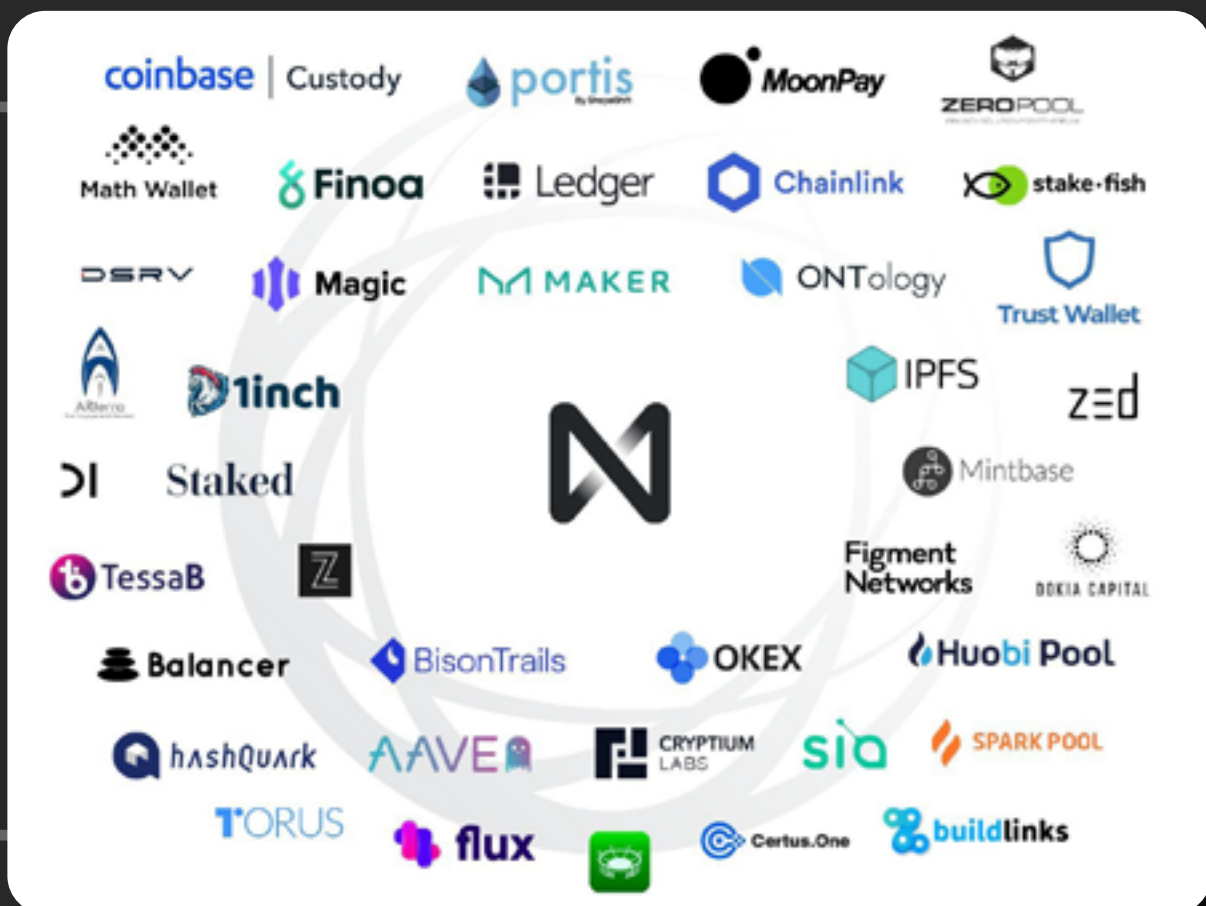 coinbase | Custody
portis
By ShapeShift
MoonPay
ZEROPOOL
Math Wallet
Finoa
Ledger
Chainlink
stake·fish
DSRV
Magic
MAKER
ONTology
Trust Wallet
1inch
IPFS
zed
Staked
Mintbase
TessaB
Z
Figment
Networks
DOKIA CAPITAL
Balancer
BisonTrails
OKEX
Huobi Pool
hashQuark
AAVE
CRYPTIUM
LABS
sia
SPARK POOL
TORUS
flux
Certus.One
buildlinks